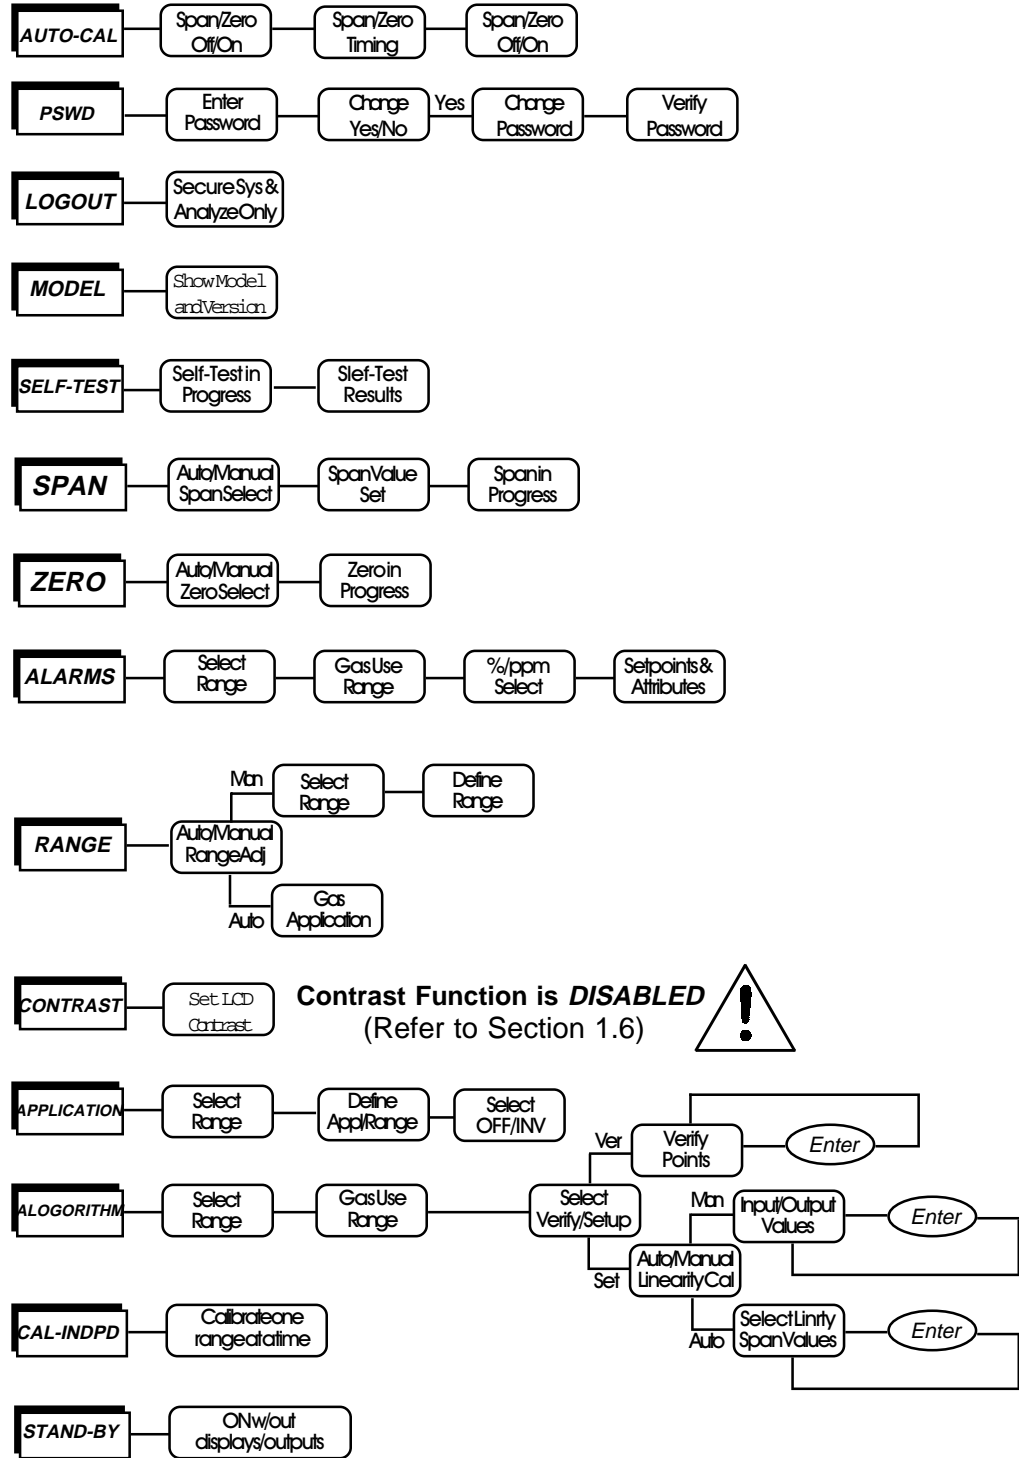 AUTO-CAL
Span/Zero
Off/On
Span/Zero
Timing
Span/Zero
Off/On
PSWD
Enter
Password
Change
Yes/No
Yes
Change
Password
Verify
Password
LOGOUT
Secure Sys &
Analyze Only
MODEL
Show Model
and Version
SELF-TEST
Self-Test in
Progress
Slef-Test
Results
SPAN
Auto/Manual
Span Select
Span Value
Set
Span in
Progress
ZERO
Auto/Manual
Zero Select
Zero in
Progress
ALARMS
Select
Range
Gas Use
Range
%/ppm
Select
Setpoints &
Attributes
RANGE
Auto/Manual
Range Adj
Man
Select
Range
Define
Range
Auto
Gas
Application
CONTRAST
Set LCD
Contrast
Contrast Function is DISABLED
(Refer to Section 1.6)
!
APPLICATION
Select
Range
Define
Appl/Range
Select
OFF/INV
ALOGORITHM
Select
Range
Gas Use
Range
Select
Verify/Setup
Ver
Verify
Points
Enter
Set
Auto/Manual
Linearity Cal
Man
Input/Output
Values
Enter
Auto
Select Linrty
Span Values
Enter
CAL-INDPD
Calibrate one
range at a time
STAND-BY
ON w/out
displays/outputs